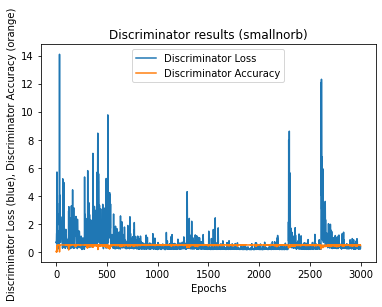 Discriminator results (smallnorb)
Discriminator Loss (blue), Discriminator Accuracy (orange)
Discriminator Loss
Discriminator Accuracy
14
12
10
8
6
4
2
0
0 500 1000 1500 2000 2500 3000
Epochs